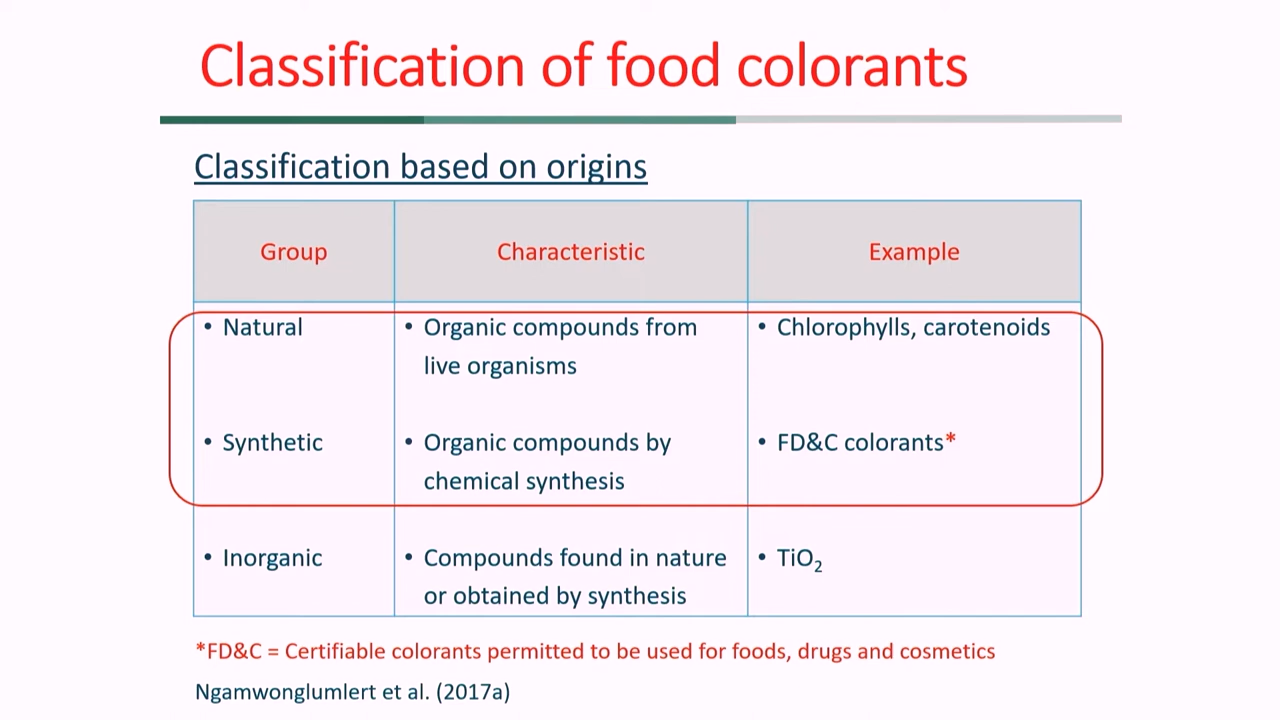 Classification of food colorants
Classification based on origins
Group Characteristic Example
• Natural • Organic compounds from • Chlorophylls, carotenoids
live organisms
• Synthetic • Organic compounds by • FD&C colorants*
chemical synthesis
• Inorganic • Compounds found in nature • TiO₂
or obtained by synthesis
*FD&C = Certifiable colorants permitted to be used for foods, drugs and cosmetics
Ngamwonglumlert et al. (2017a)